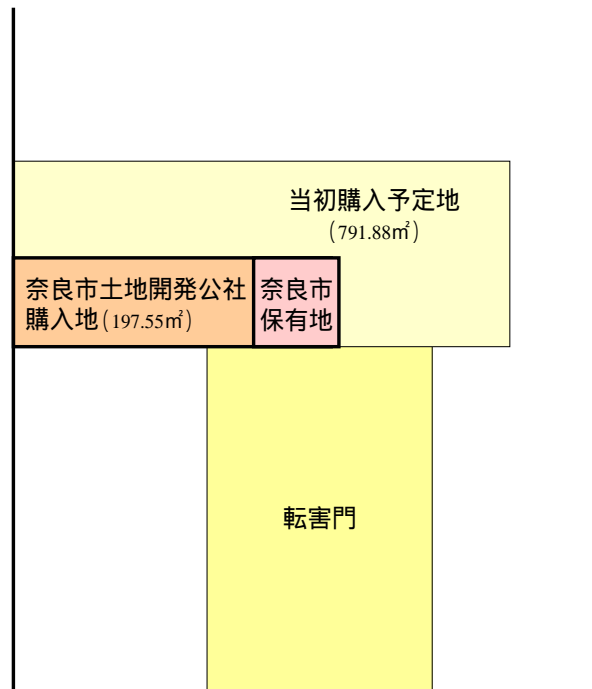 当初購入予定地
(791.88㎡)
奈良市土地開発公社
購入地(197.55㎡)
奈良市
保有地
転害門